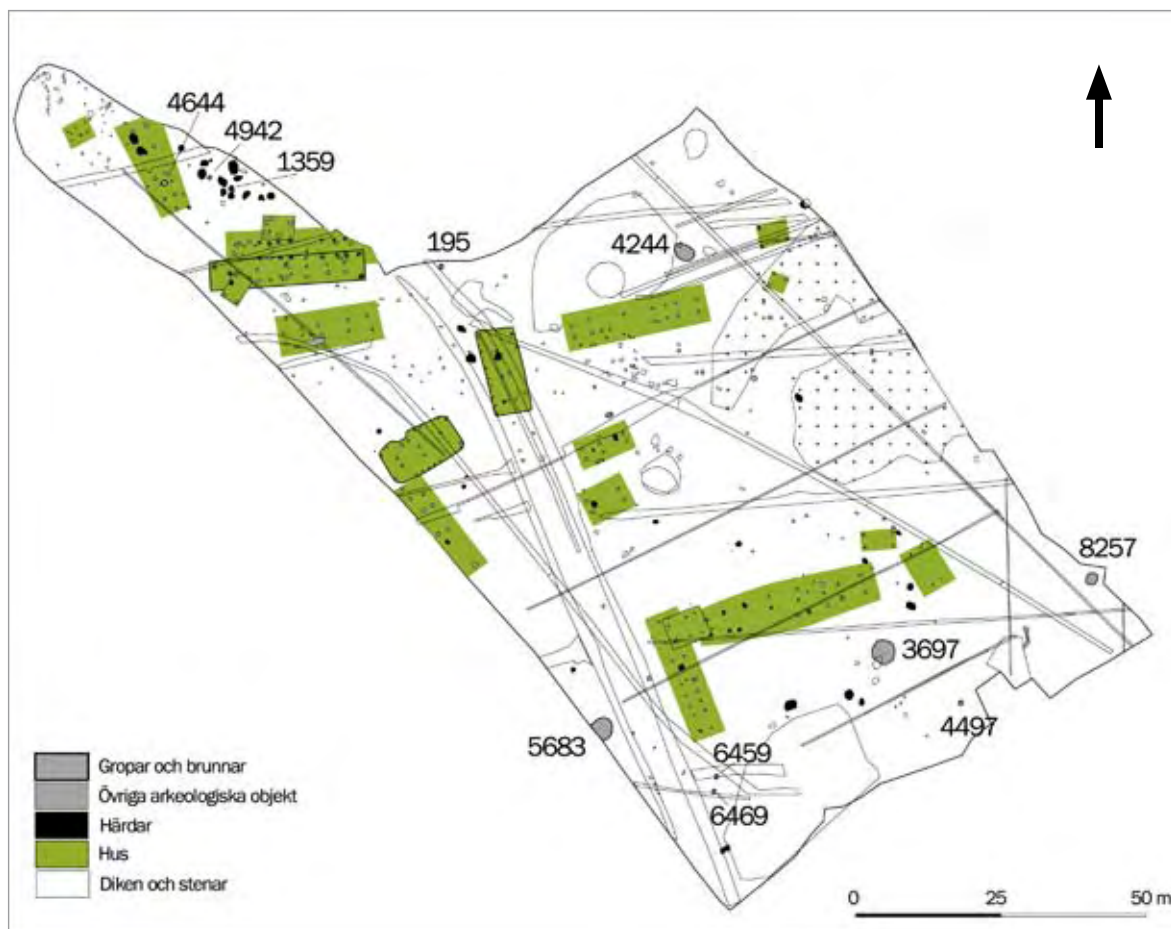 4644
4942
1359
195
4244
8257
3697
4497
5683
6459
6469
Gropar och brunnar
Övriga arkeologiska objekt
Härdar
Hus
Diken och stenar
0 25 50 m